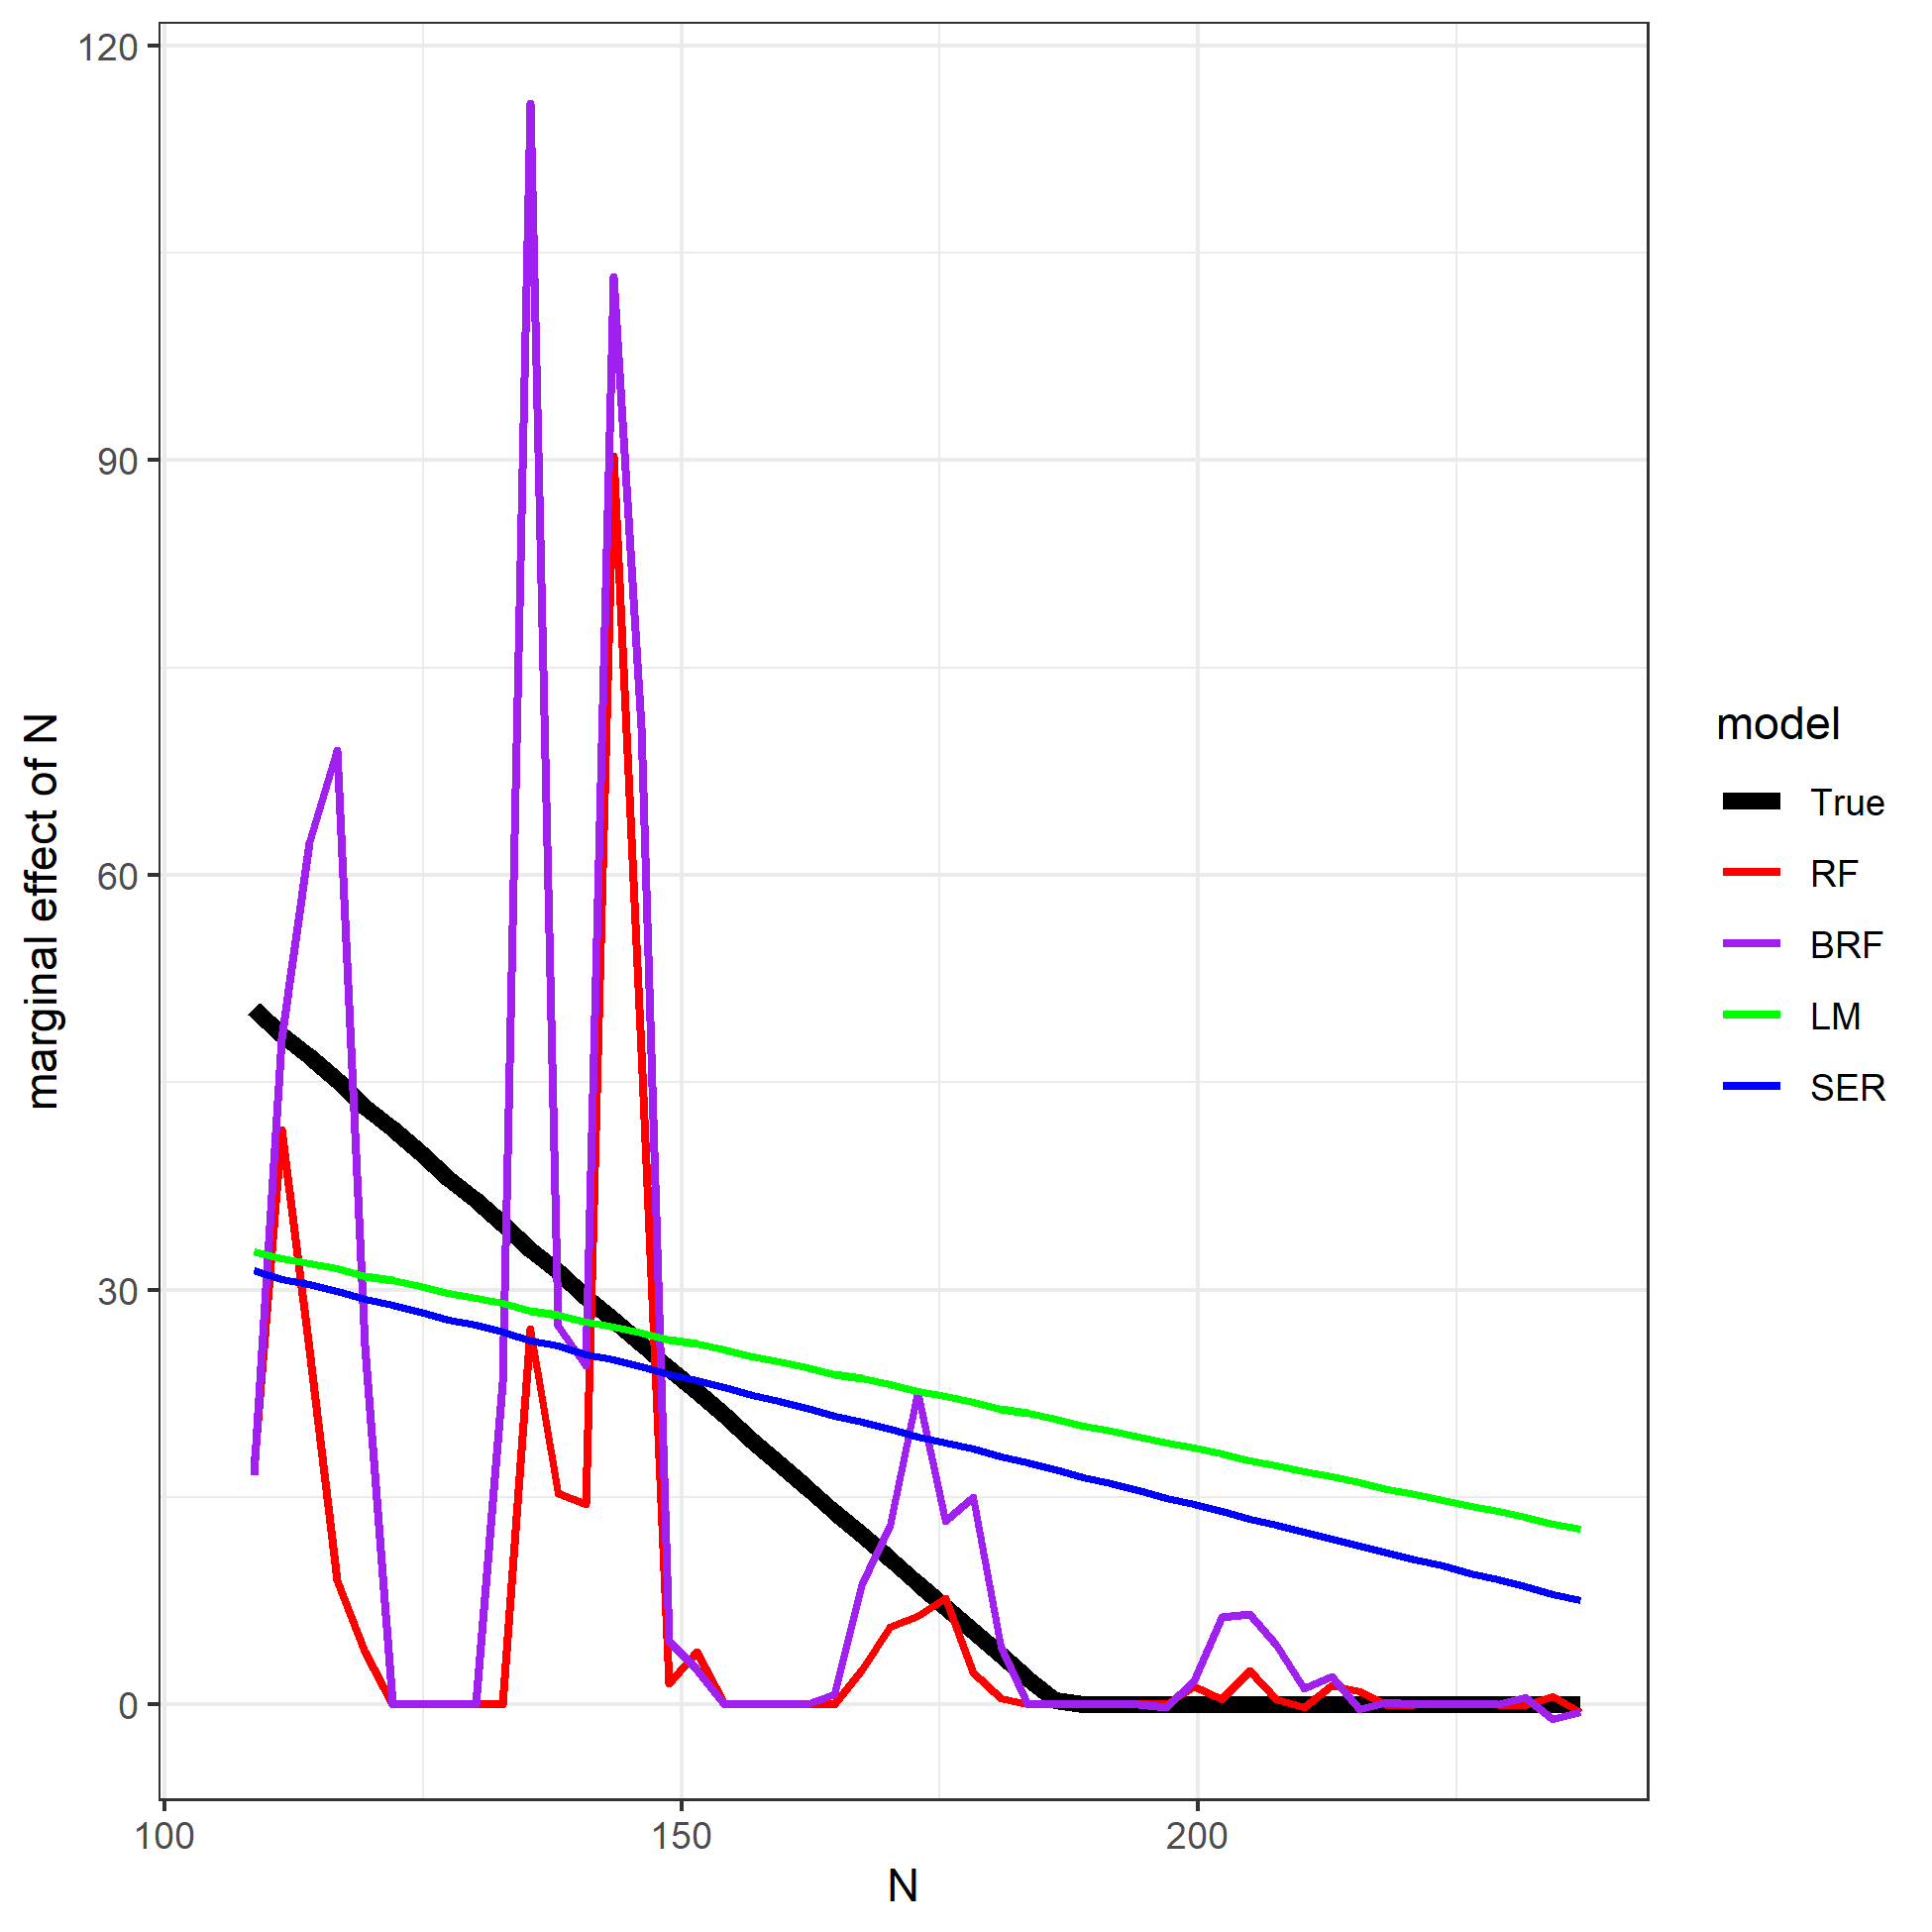 120
90
60
30
0
marginal effect of N
100
150
200
N
model
True
RF
BRF
LM
SER